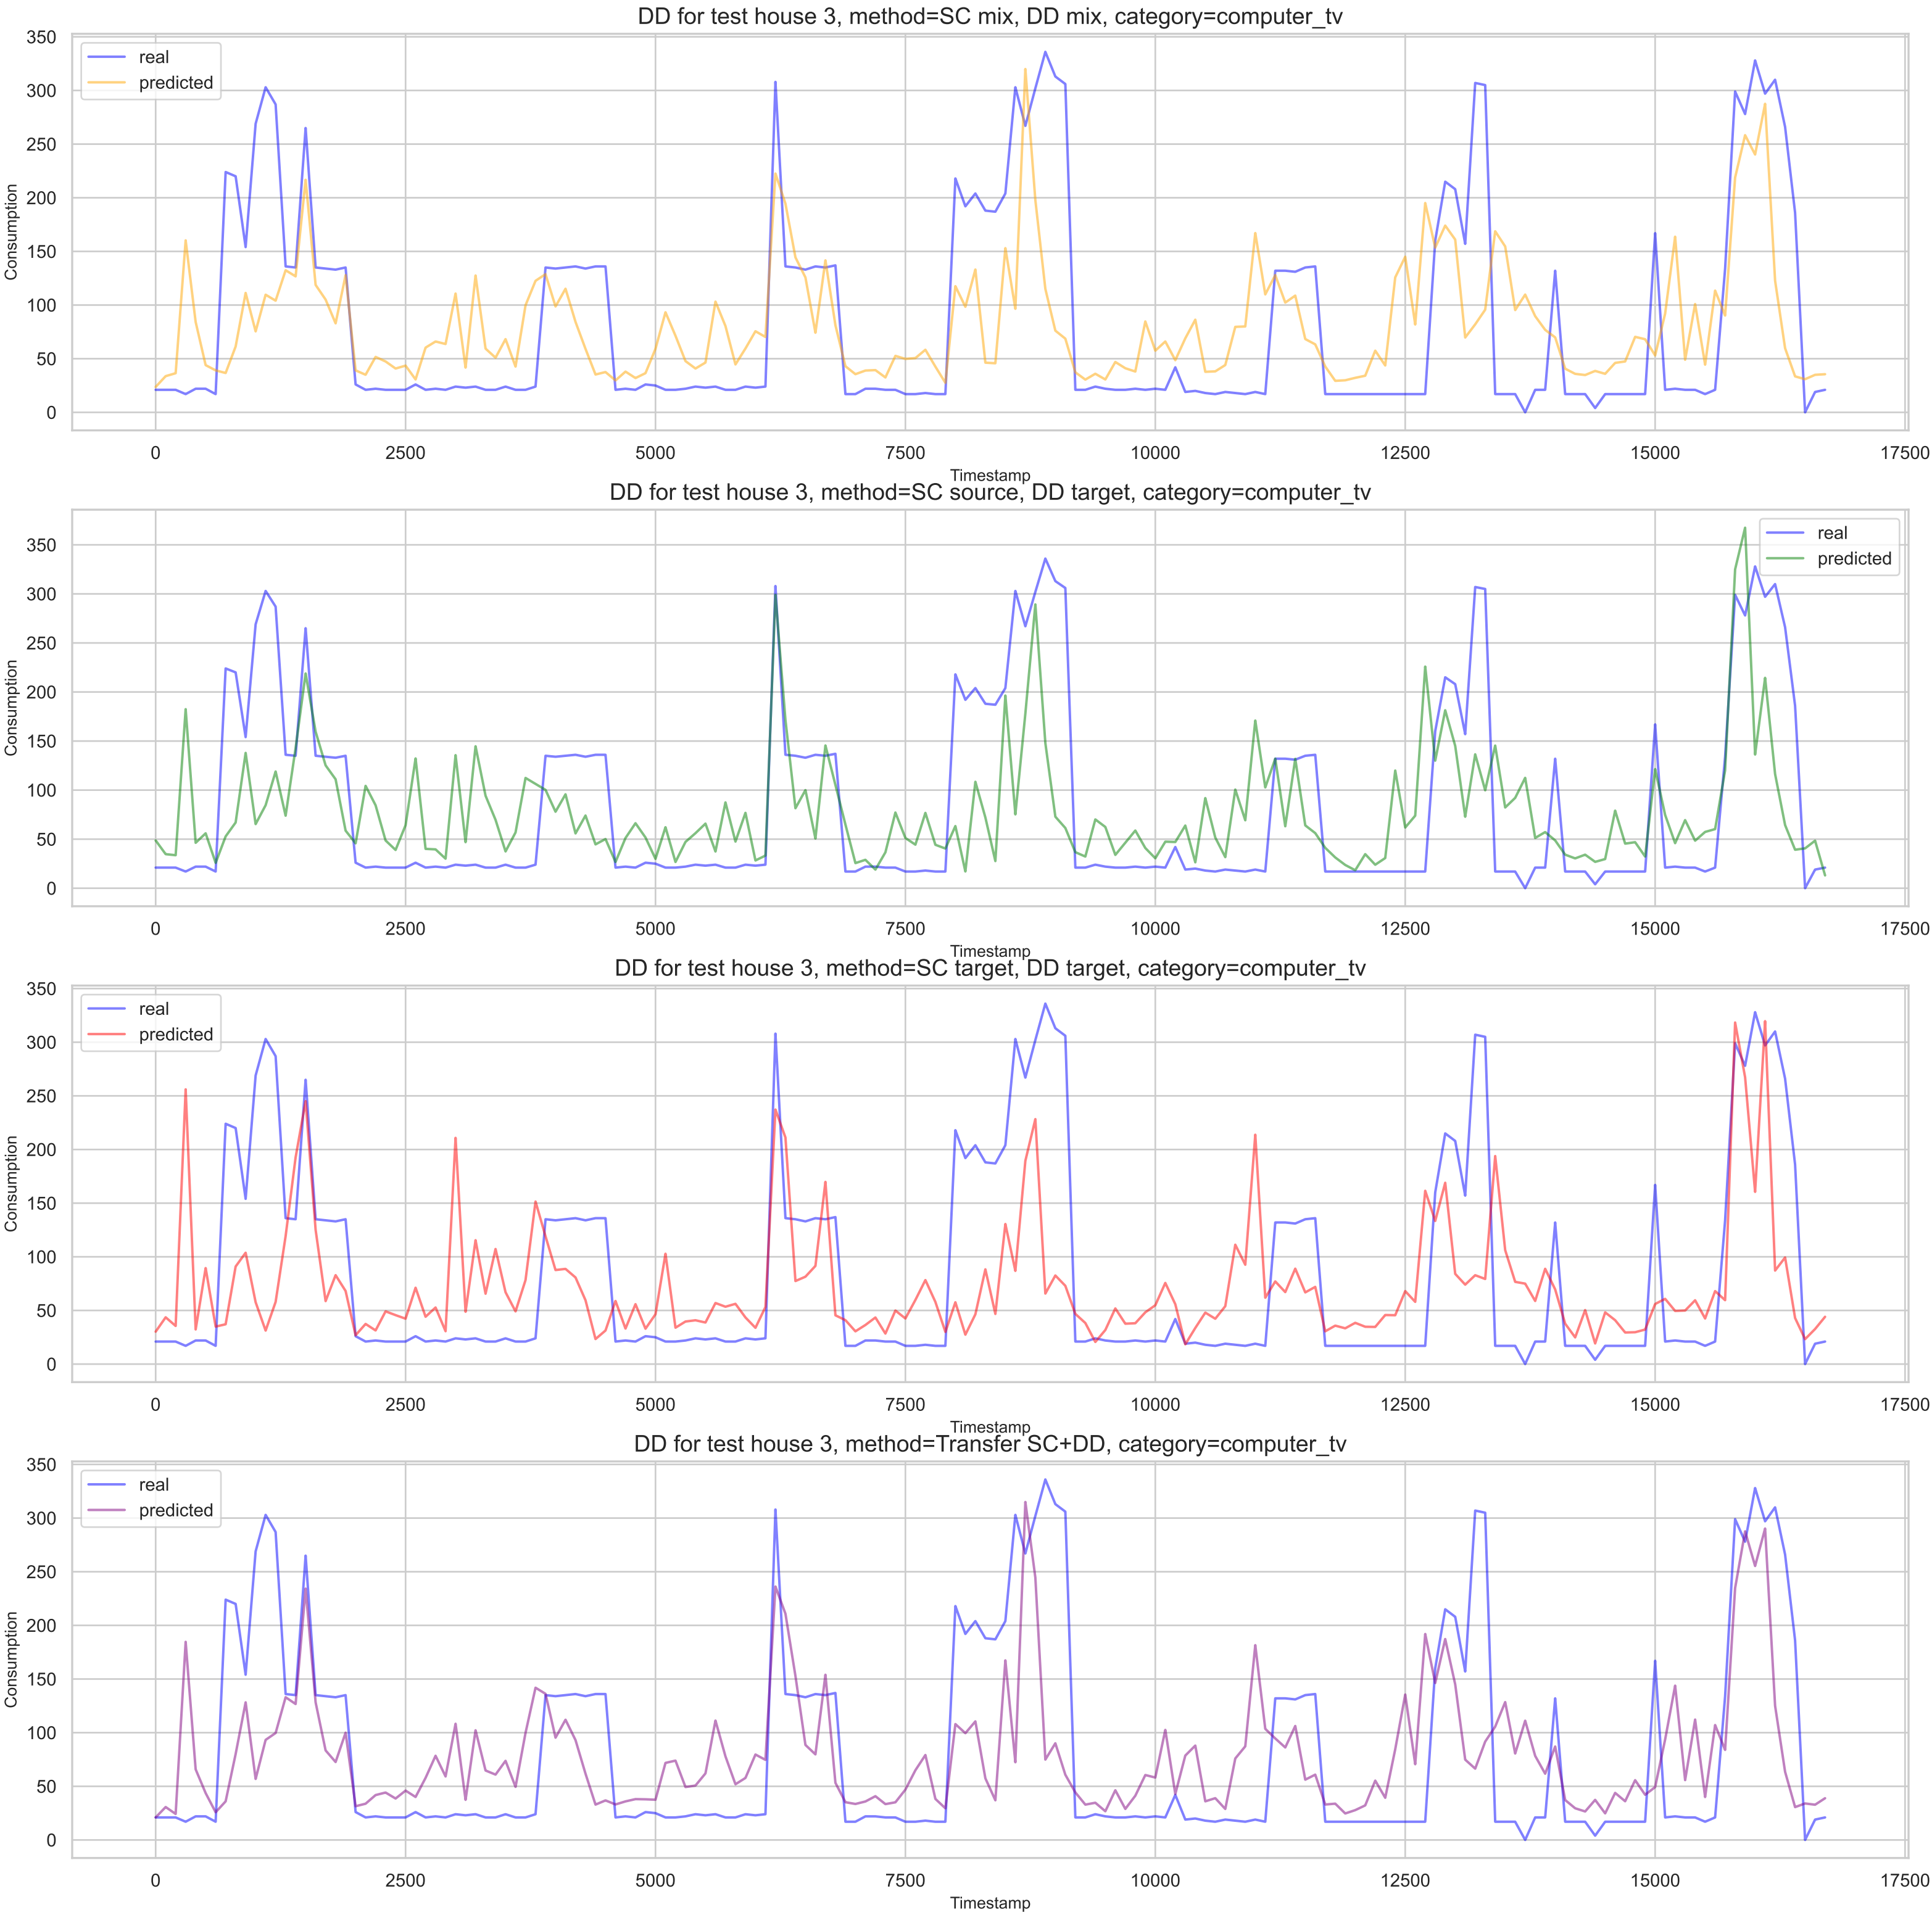 DD for test house 3, method=SC mix, DD mix, category=computer_tv
real
predicted
350
300
250
200
150
100
50
0
Consumption
0 2500 5000 7500 10000 12500 15000 17500
Timestamp
DD for test house 3, method=SC source, DD target, category=computer_tv
real
predicted
350
300
250
200
150
100
50
0
Consumption
0 2500 5000 7500 10000 12500 15000 17500
Timestamp
DD for test house 3, method=SC target, DD target, category=computer_tv
real
predicted
350
300
250
200
150
100
50
0
Consumption
0 2500 5000 7500 10000 12500 15000 17500
Timestamp
DD for test house 3, method=Transfer SC+DD, category=computer_tv
real
predicted
350
300
250
200
150
100
50
0
Consumption
0 2500 5000 7500 10000 12500 15000 17500
Timestamp